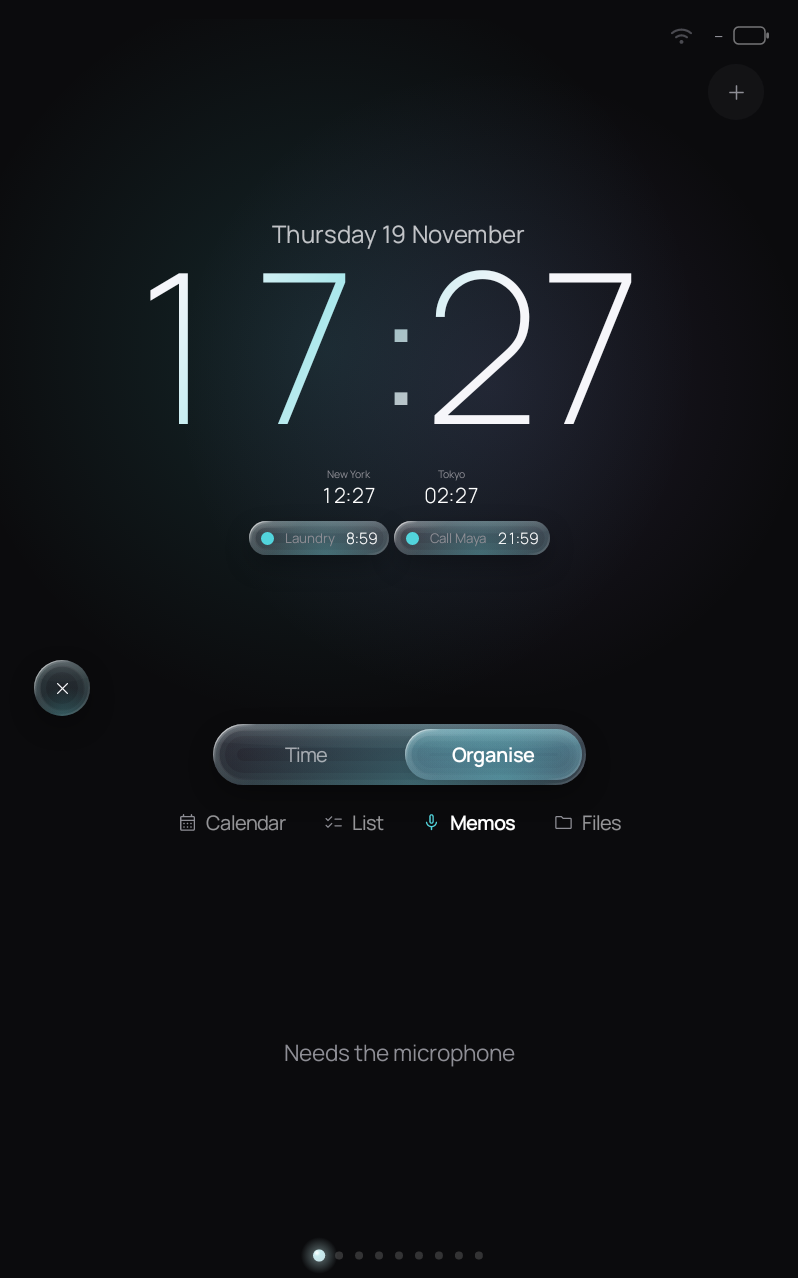 –
+
Thursday 19 November
17:27
New York Tokyo
12:27 02:27
Laundry 8:59 Call Maya 21:59
Time Organise
Calendar List Memos Files
Needs the microphone